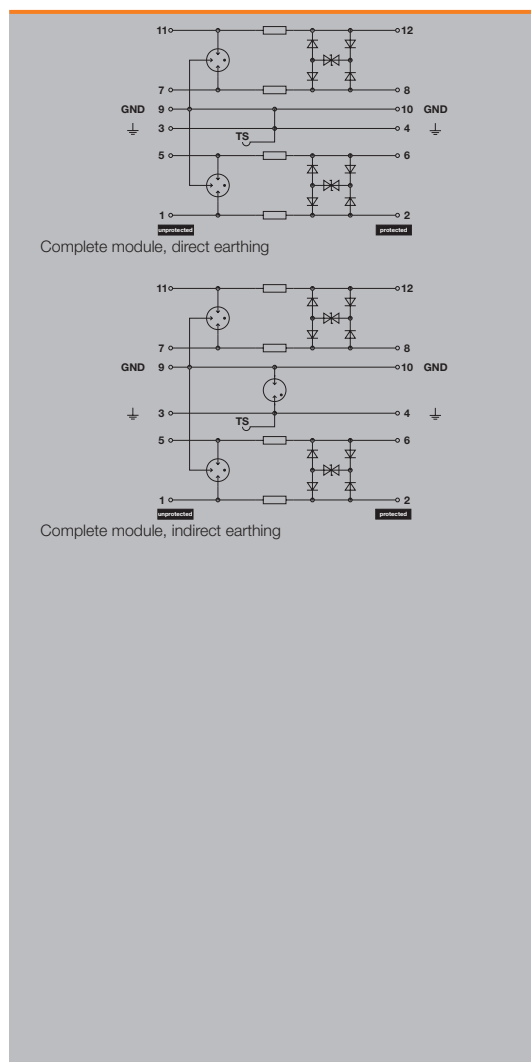 11 12
7 8
GND 9 10 GND
3 4
TS
5 6
1 2
unprotected protected
Complete module, direct earthing
11 12
7 8
GND 9 10 GND
3 4
TS
5 6
1 2
unprotected protected
Complete module, indirect earthing